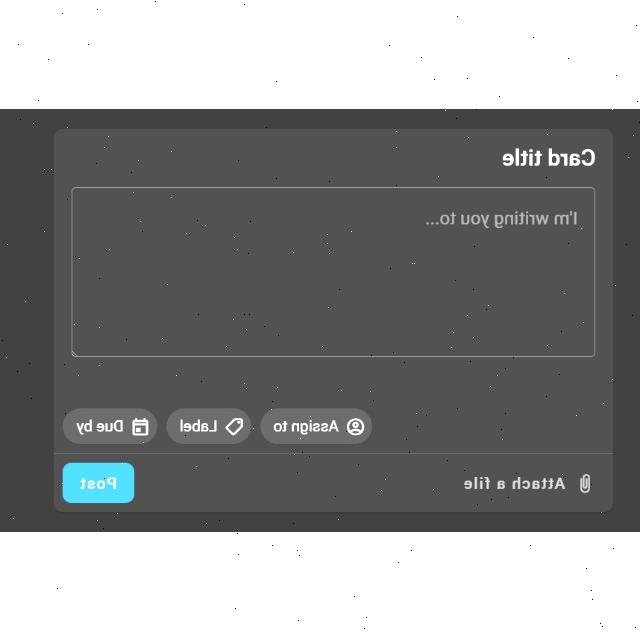 Card title
I'm writing you to...
Assign to
Label
Due by
Attach a file
Post